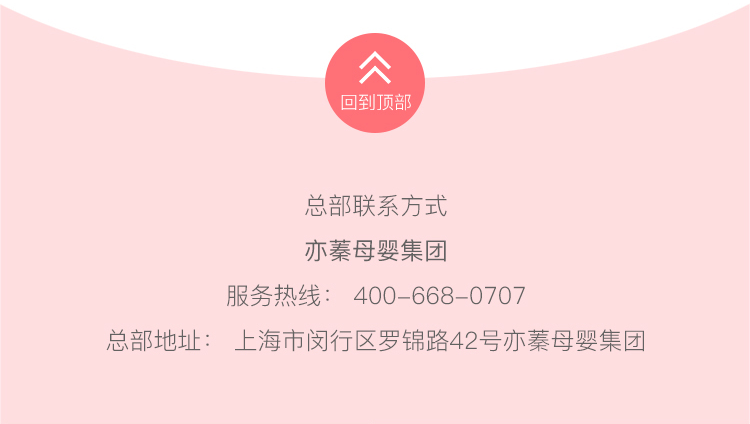 回到顶部
总部联系方式
亦蓁母婴集团
服务热线： 400-668-0707
总部地址： 上海市闵行区罗锦路42号亦蓁母婴集团